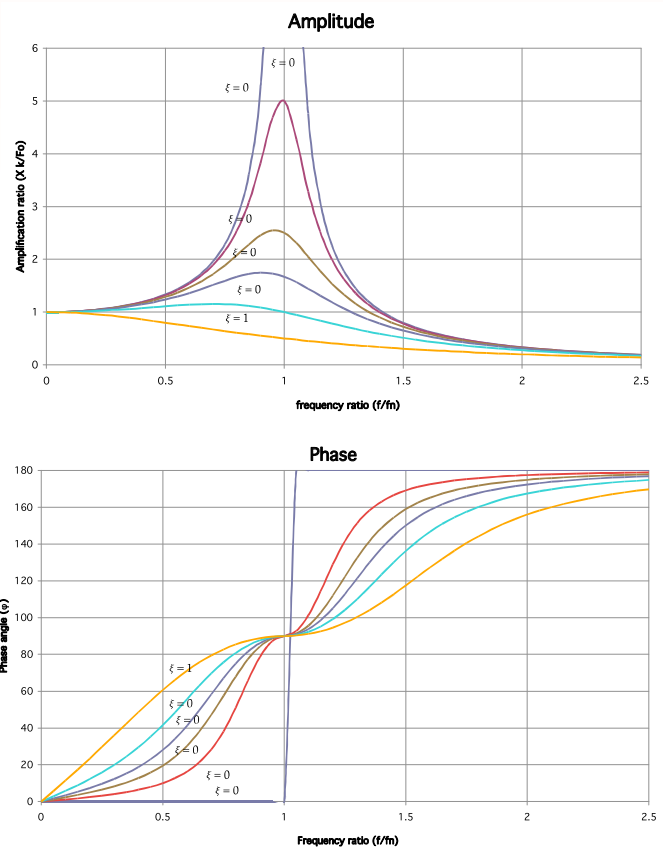 Amplitude
6
ξ = 0
ξ = 0
5
4
3
ξ = 0
2
ξ = 0
ξ = 0
1
ξ = 1
0
Amplification ratio (X k/Fo)
0 0.5 1 1.5 2 2.5
frequency ratio (f/fn)
Phase
180
160
140
120
100
80
ξ = 1
60
ξ = 0
40
ξ = 0
ξ = 0
20
ξ = 0
ξ = 0
0
Phase angle (φ)
0 0.5 1 1.5 2 2.5
Frequency ratio (f/fn)